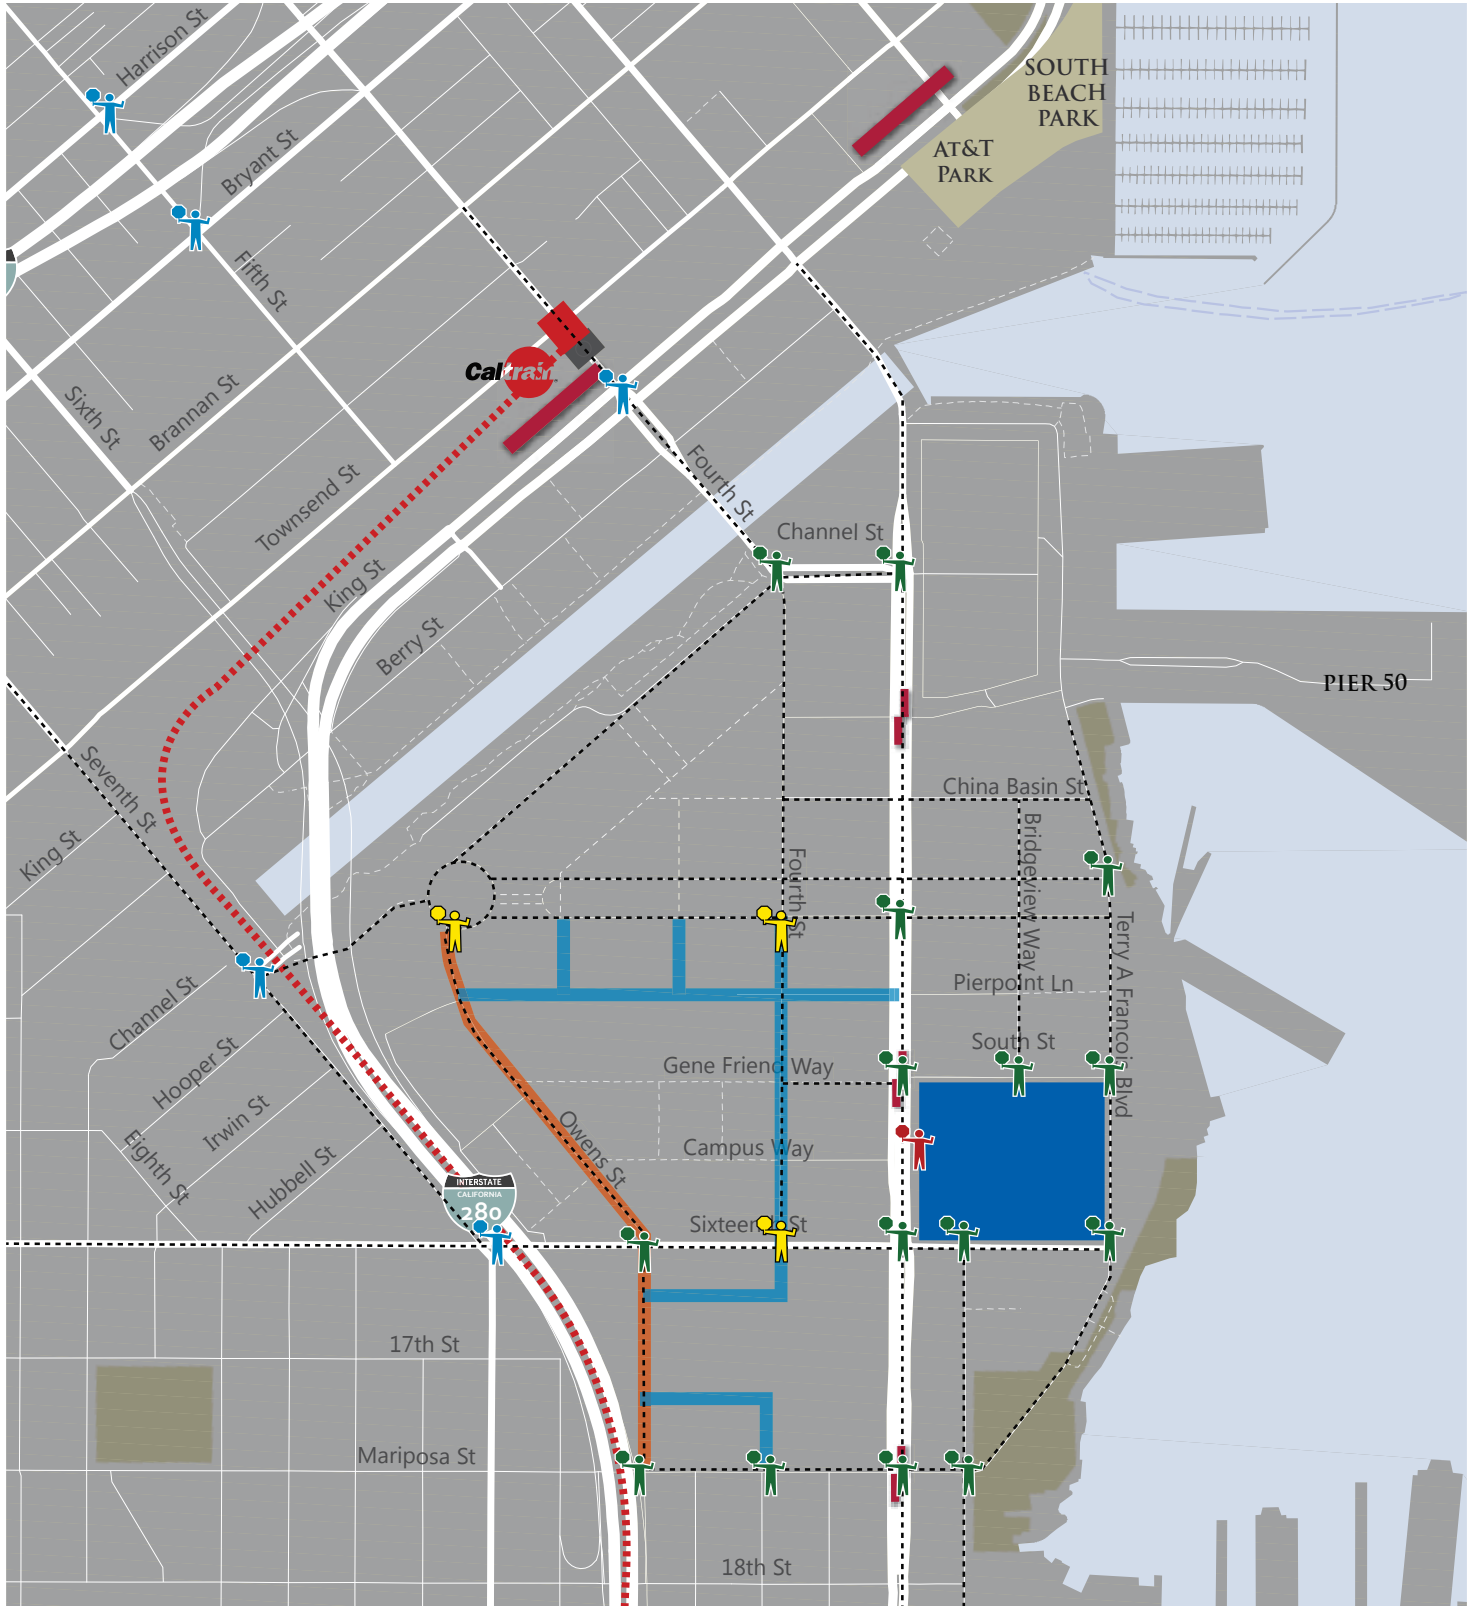 Harrison St
SOUTH
BEACH
PARK
AT&T
PARK
Bryant St
Fifth St
Caltrain
Sixth St
Brannan St
Fourth St
Townsend St
Channel St
King St
Berry St
PIER 50
Seventh St
China Basin St
King St
Bridgeview Way
Fourth St
Terry A Francois Blvd
Channel St
Pierpoint Ln
Hooper St
South St
Gene Friend Way
Irwin St
Owens St
Campus Way
Eighth St
Hubbell St
INTERSTATE
CALIFORNIA
280
Sixteenth St
17th St
Mariposa St
18th St